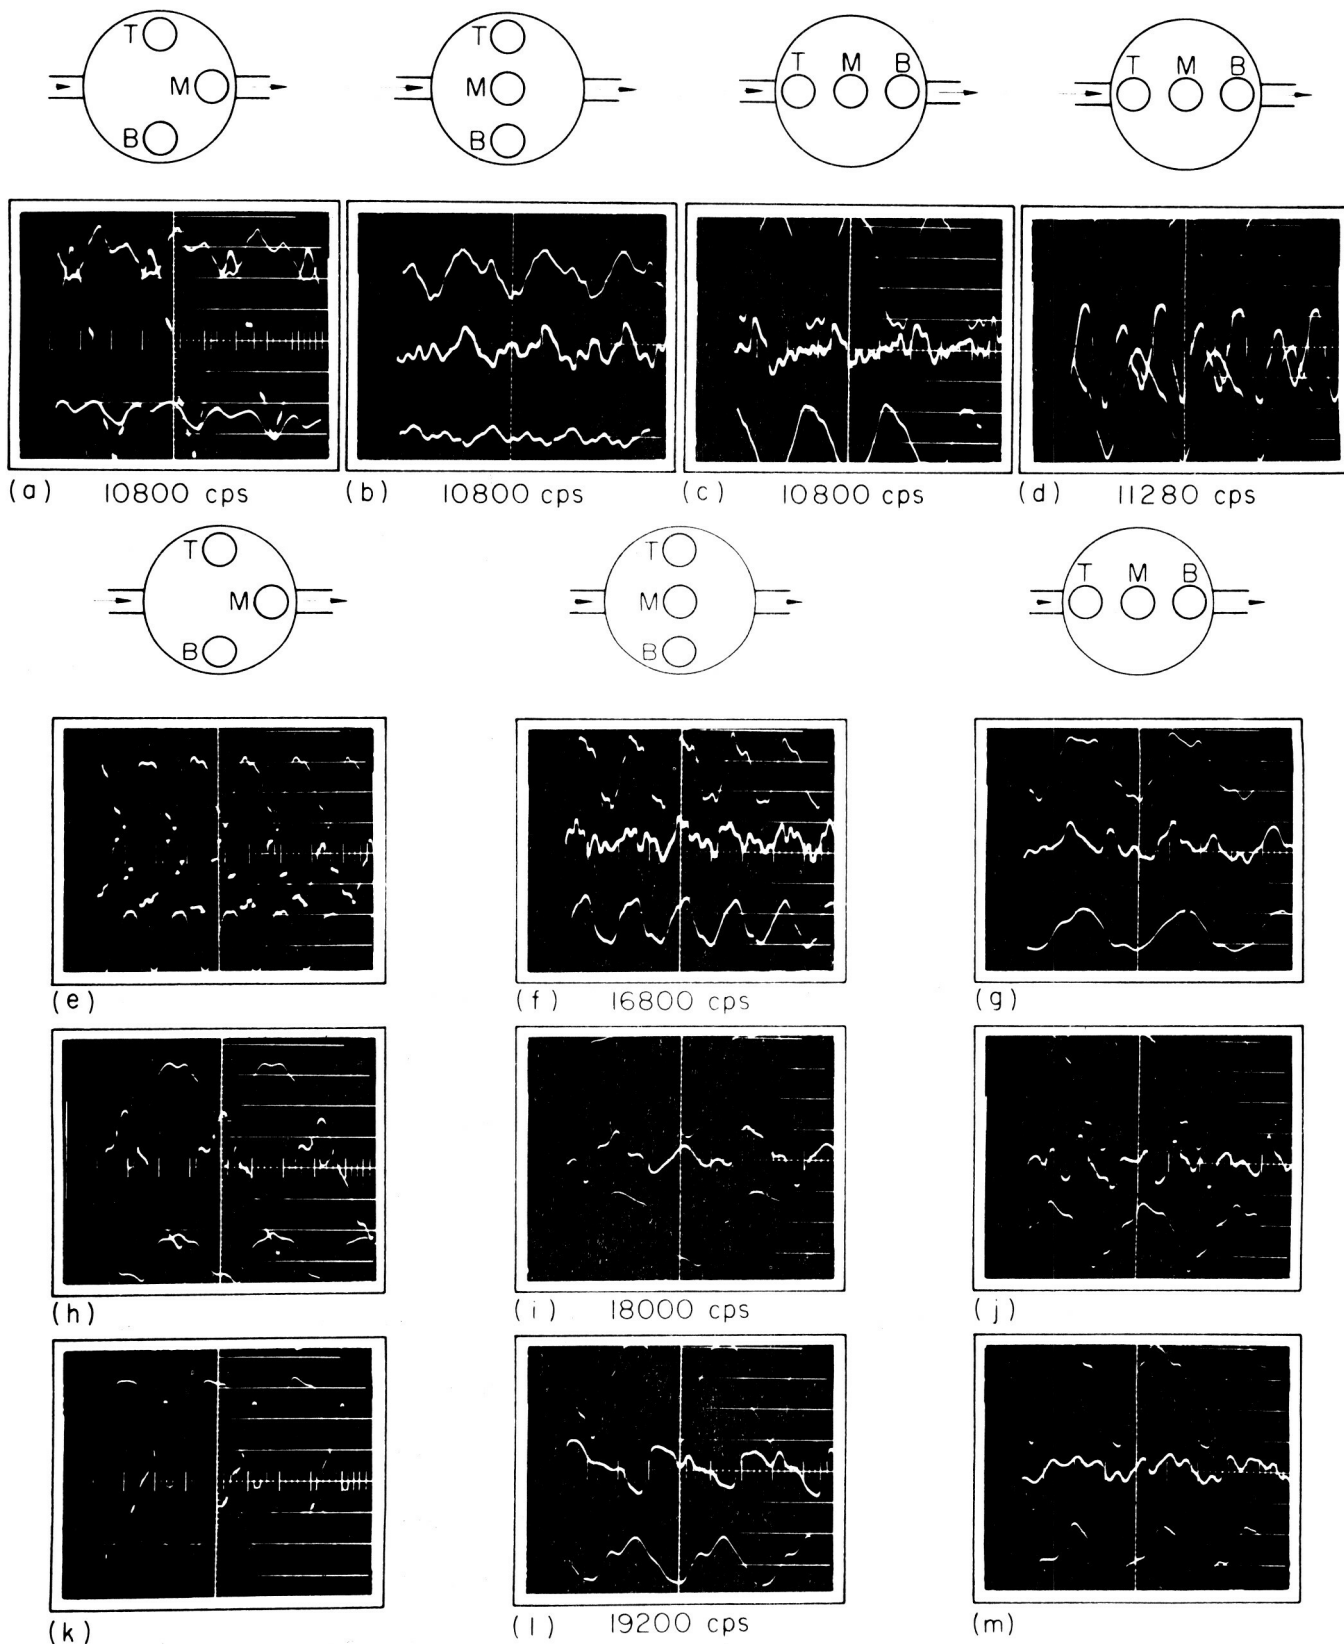 T M B
T M B
T M B
T M B
(a) 10800 cps
(b) 10800 cps
(c) 10800 cps
(d) 11280 cps
T M B
T M B
T M B
(e)
(f) 16800 cps
(g)
(h)
(i) 18000 cps
(j)
(k)
(l) 19200 cps
(m)